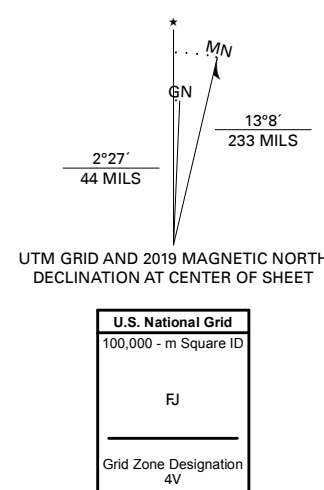 ★
MN
GN
13°8´
233 MILS
2°27´
44 MILS
UTM GRID AND 2019 MAGNETIC NORTH
DECLINATION AT CENTER OF SHEET
U.S. National Grid
100,000 - m Square ID
FJ
Grid Zone Designation
4V